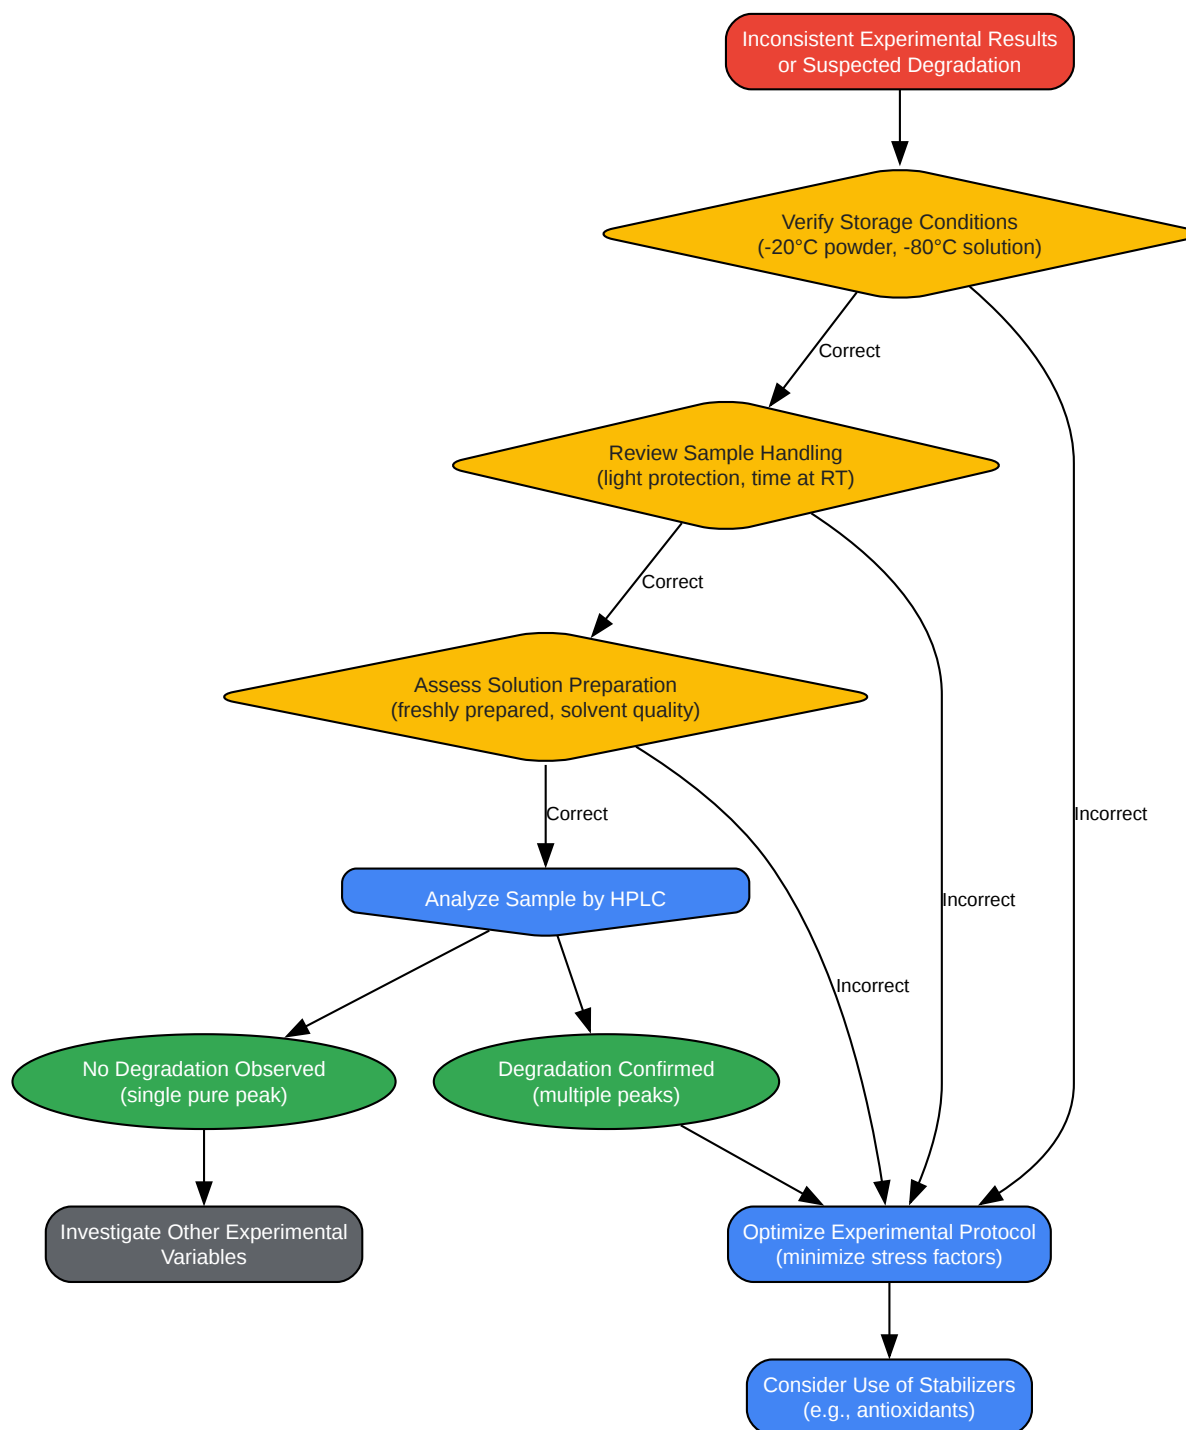 Inconsistent Experimental Results
or Suspected Degradation
Verify Storage Conditions
(-20°C powder, -80°C solution)
Correct
Review Sample Handling
(light protection, time at RT)
Correct
Assess Solution Preparation
(freshly prepared, solvent quality)
Correct
Incorrect
Analyze Sample by HPLC
Incorrect
Incorrect
No Degradation Observed
(single pure peak)
Degradation Confirmed
(multiple peaks)
Investigate Other Experimental
Variables
Optimize Experimental Protocol
(minimize stress factors)
Consider Use of Stabilizers
(e.g., antioxidants)